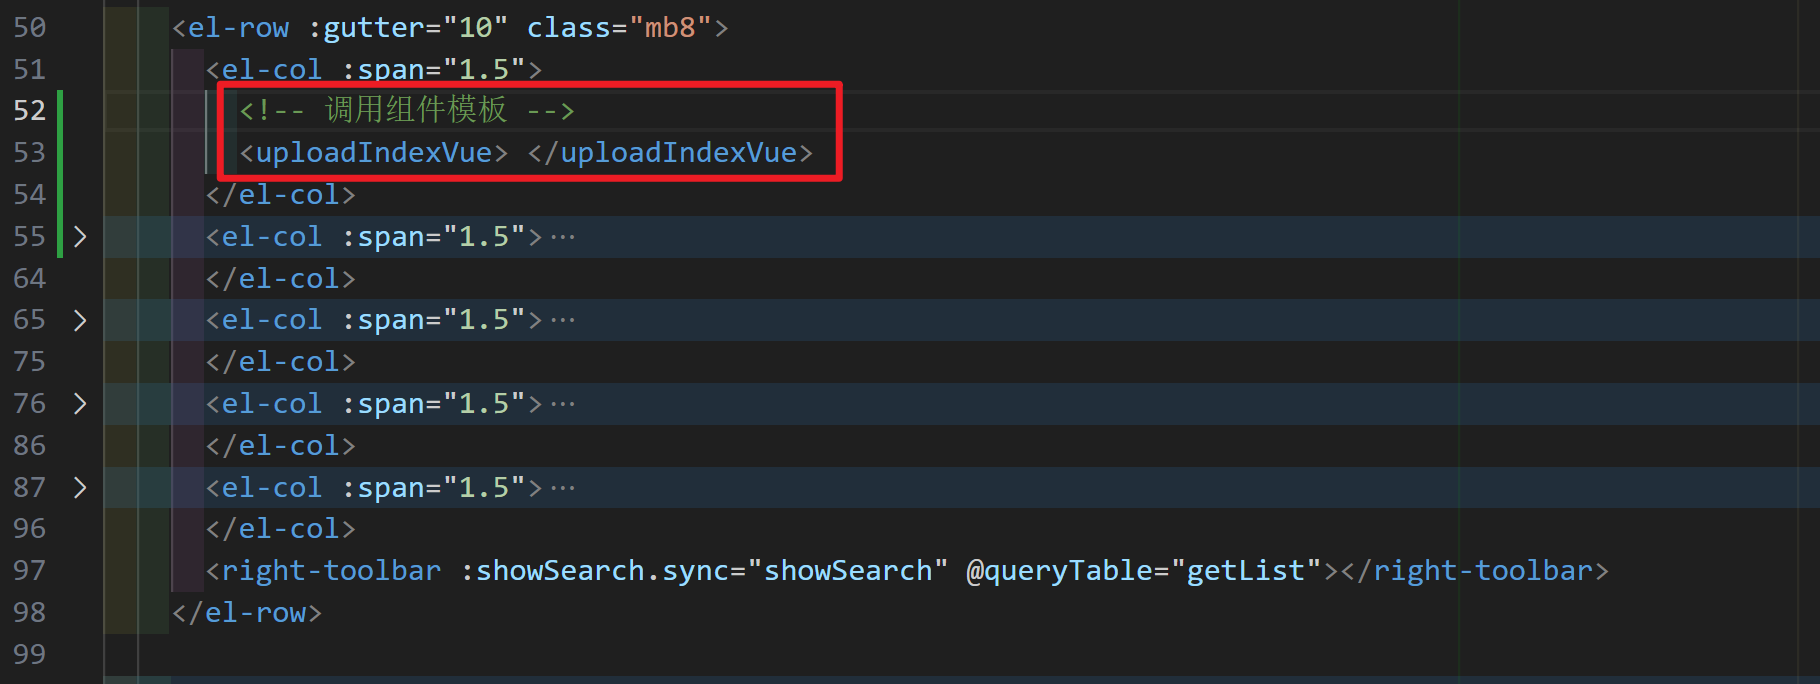 50 <el-row :gutter="10" class="mb8">
51 <el-col :span="1.5">
52 <!-- 调用组件模板 -->
53 <uploadIndexVue> </uploadIndexVue>
54 </el-col>
55 <el-col :span="1.5">···
64 </el-col>
65 <el-col :span="1.5">···
75 </el-col>
76 <el-col :span="1.5">···
86 </el-col>
87 <el-col :span="1.5">···
96 </el-col>
97 <right-toolbar :showSearch.sync="showSearch" @queryTable="getList"></right-toolbar>
98 </el-row>
99